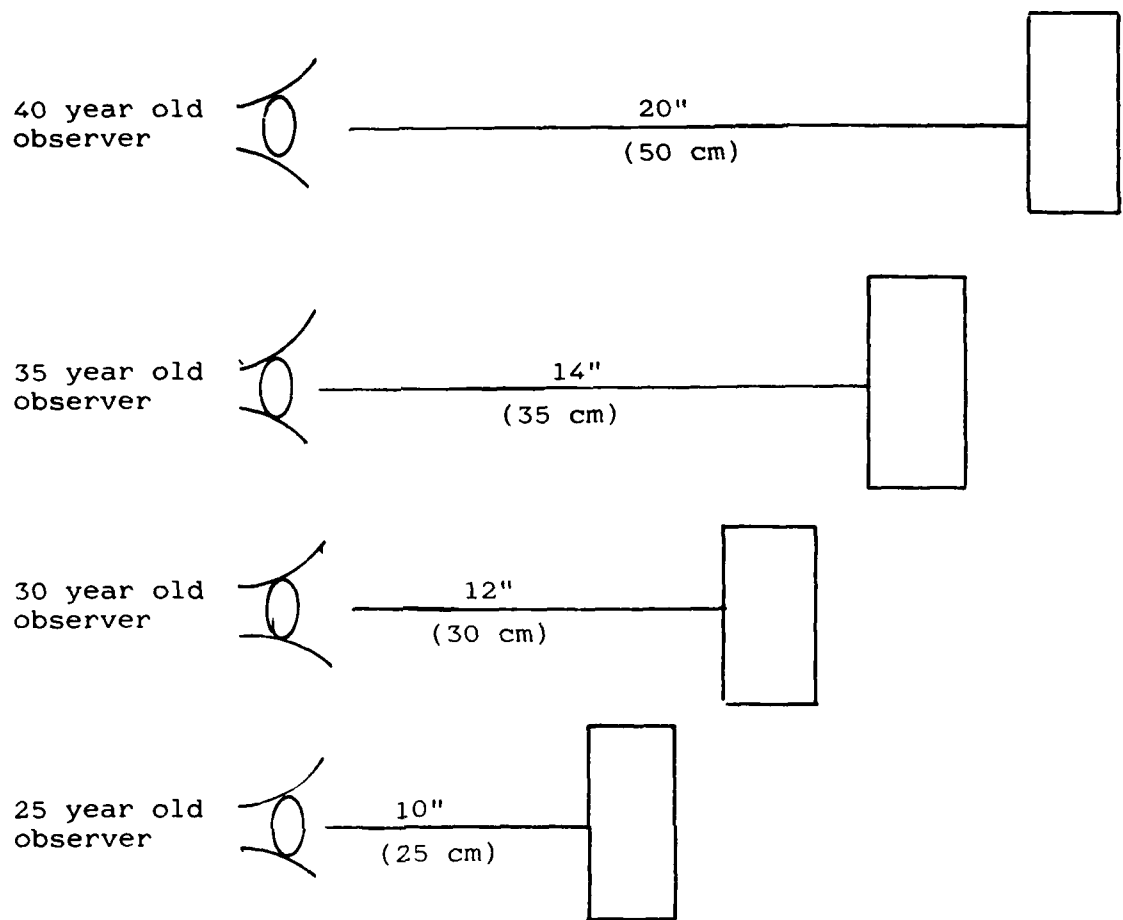 40 year old
observer
20"
(50 cm)
35 year old
observer
14"
(35 cm)
30 year old
observer
12"
(30 cm)
25 year old
observer
10"
(25 cm)